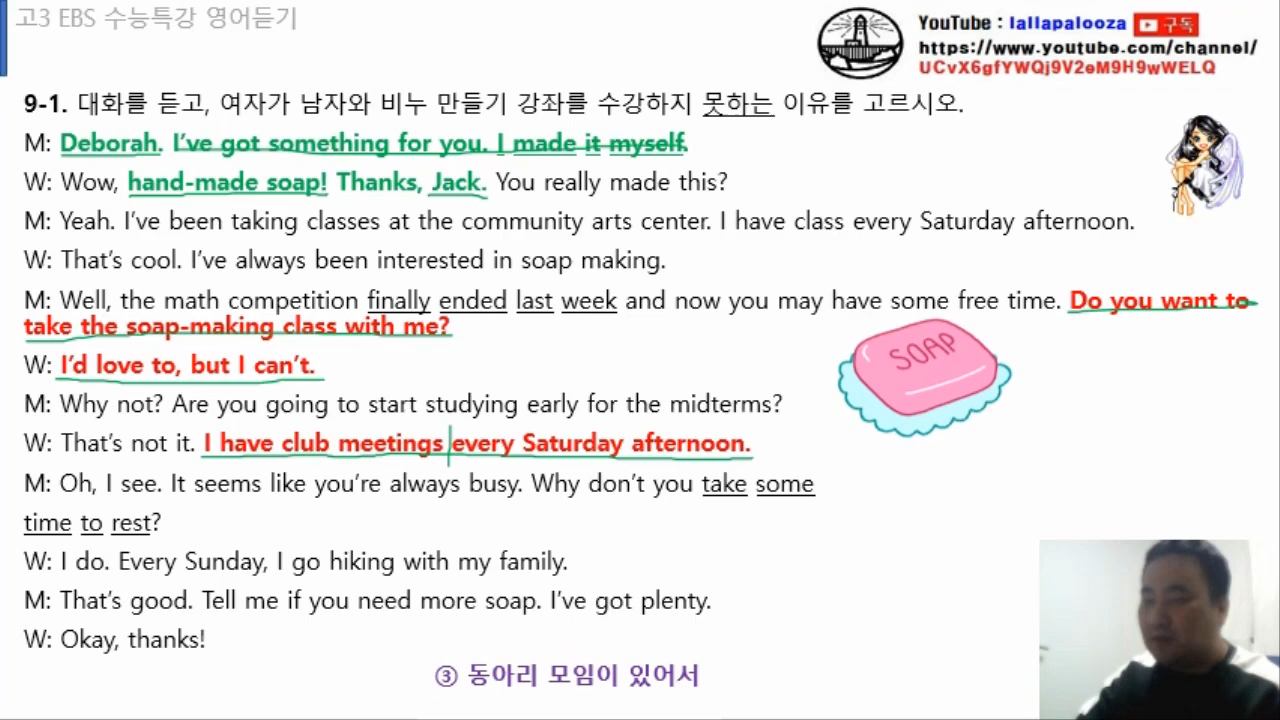 고3 EBS 수능특강 영어듣기
YouTube : lallapalooza 구독
https://www.youtube.com/channel/
UCvX6gfYWQj9V2eM9H9wWELQ
9-1. 대화를 듣고, 여자가 남자와 비누 만들기 강좌를 수강하지 못하는 이유를 고르시오.
M: Deborah. I've got something for you. I made it myself.
W: Wow, hand-made soap! Thanks, Jack. You really made this?
M: Yeah. I've been taking classes at the community arts center. I have class every Saturday afternoon.
W: That's cool. I've always been interested in soap making.
M: Well, the math competition finally ended last week and now you may have some free time. Do you want to
take the soap-making class with me?
W: I'd love to, but I can't.
SOAP
M: Why not? Are you going to start studying early for the midterms?
W: That's not it. I have club meetings every Saturday afternoon.
M: Oh, I see. It seems like you're always busy. Why don't you take some
time to rest?
W: I do. Every Sunday, I go hiking with my family.
M: That's good. Tell me if you need more soap. I've got plenty.
W: Okay, thanks!
③ 동아리 모임이 있어서